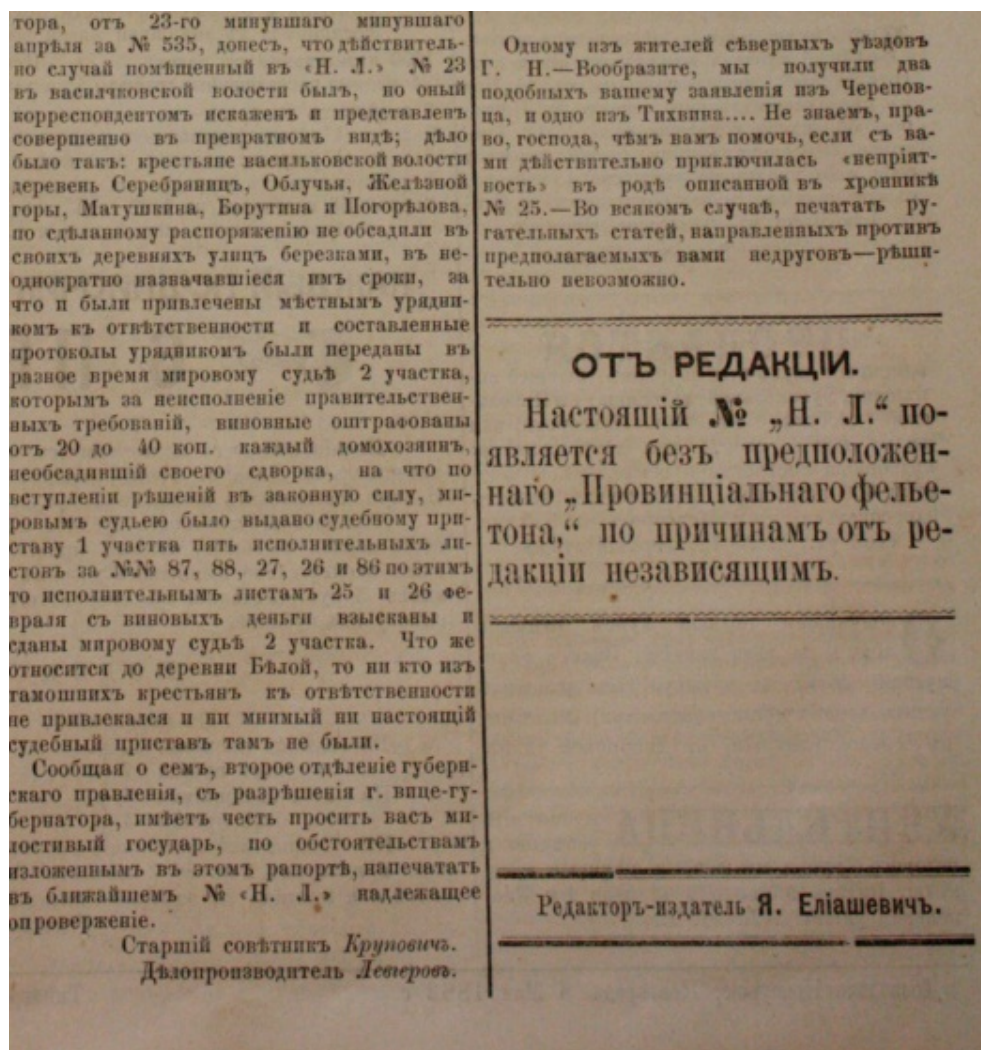 тора, отъ 23-го минувшаго минувшаго
апрѣля за № 535, донесъ, что дѣйствитель-
но случай помѣщенный въ «Н. Л.» № 23
въ василчковской волости былъ, но оный
корреспондентомъ искаженъ и представленъ
совершенно въ превратномъ видѣ; дѣло
было такъ: крестьяне васильковской волости
деревень Серебряницъ, Облучья, Желѣзной
горы, Матушкина, Борутина и Погорѣлова,
по сдѣланному распоряженію не обсадили въ
своихъ деревняхъ улицъ березками, въ не-
однократно назначавшіеся имъ сроки, за
что и были привлечены мѣстнымъ урядни-
комъ къ отвѣтственности и составленные
протоколы урядникомъ были переданы въ
разное время мировому судьѣ 2 участка,
которымъ за неисполненіе правительствен-
ныхъ требованій, виновные оштрафованы
отъ 20 до 40 коп. каждый домохозяинъ,
необсадившій своего сдворка, на что по
вступленіи рѣшеній въ законную силу, ми-
ровымъ судьею было выдано судебному при-
ставу 1 участка пять исполнительныхъ ли-
стовъ за №№ 87, 88, 27, 26 и 86 по этимъ
то исполнительнымъ листамъ 25 и 26 фе-
враля съ виновыхъ деньги взысканы и
сданы мировому судьѣ 2 участка. Что же
относится до деревни Бѣлой, то ни кто изъ
тамошнихъ крестьянъ къ отвѣтственности
не привлекался и ни мнимый ни настоящій
судебный приставъ тамъ не были.
Сообщая о семъ, второе отдѣленіе губерн-
скаго правленія, съ разрѣшенія г. вице-гу-
бернатора, имѣетъ честь просить васъ ми-
лостивый государь, по обстоятельствамъ
изложеннымъ въ этомъ рапортѣ, напечатать
въ ближайшемъ № «Н. Л.» надлежащее
опроверженіе.
Старшій совѣтникъ Круповичъ.
Дѣлопроизводитель
Одному изъ жителей сѣверныхъ уѣздовъ
Г. Н.—Вообразите, мы получили два
подобныхъ вашему заявленія изъ Черепов-
ца, и одно изъ Тихвина.... Не знаемъ, пра-
во, господа, чѣмъ вамъ помочь, если съ ва-
ми дѣйствительно приключилась «непріят-
ность» въ родѣ описанной въ хроникѣ
№ 25.—Во всякомъ случаѣ, печатать ру-
гательныхъ статей, направленныхъ противъ
предполагаемыхъ вами недруговъ—рѣши-
тельно невозможно.
ОТЪ РЕДАКЦІИ.
Настоящій № „Н. Л.“ по-
является безъ предположен-
наго „Провинціальнаго фелье-
тона,“ по причинамъ отъ ре-
дакціи независящимъ.
Редакторъ-издатель Я. Еліашевичъ.